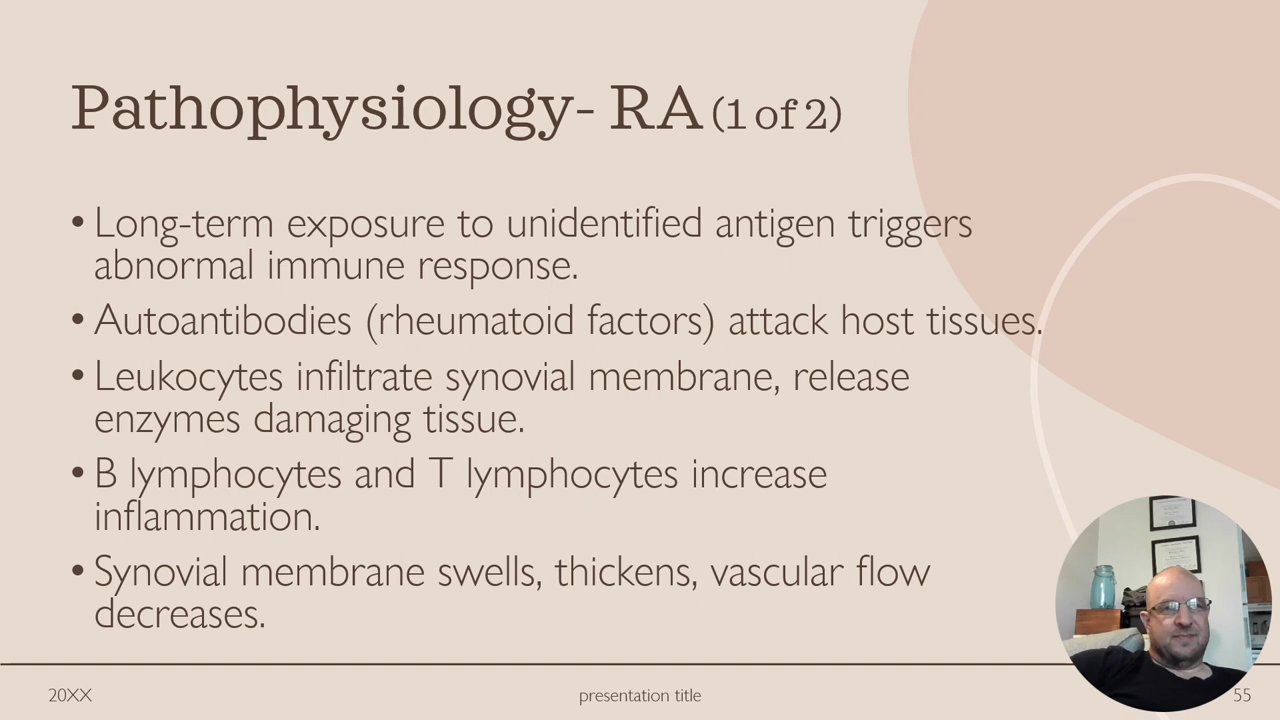 Pathophysiology- RA (1 of 2)
• Long-term exposure to unidentified antigen triggers
abnormal immune response.
• Autoantibodies (rheumatoid factors) attack host tissues.
• Leukocytes infiltrate synovial membrane, release
enzymes damaging tissue.
• B lymphocytes and T lymphocytes increase
inflammation.
• Synovial membrane swells, thickens, vascular flow
decreases.
20XX
presentation title
55